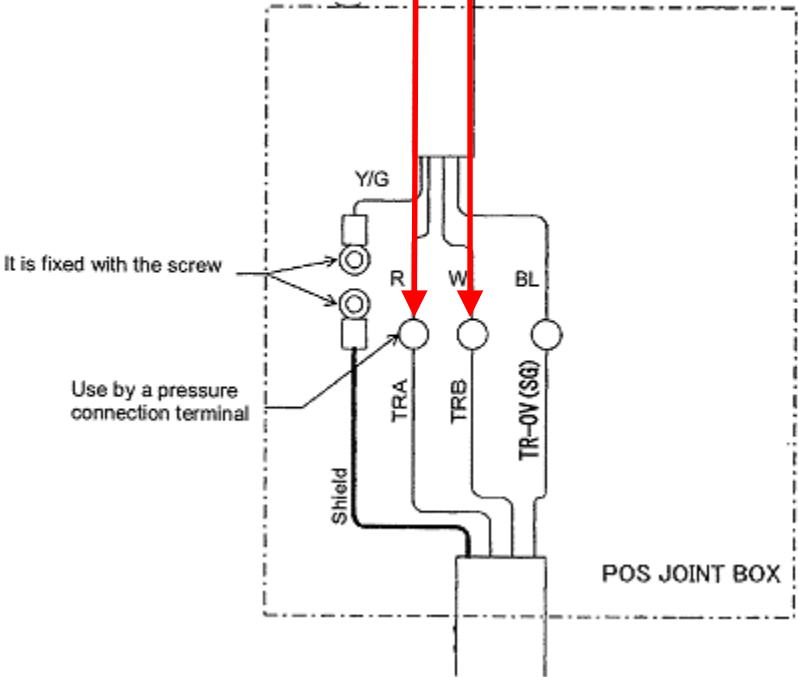 Y/G
It is fixed with the screw
R
W
BL
Use by a pressure
connection terminal
TRA
TRB
TR-0V(SG)
Shield
POS JOINT BOX